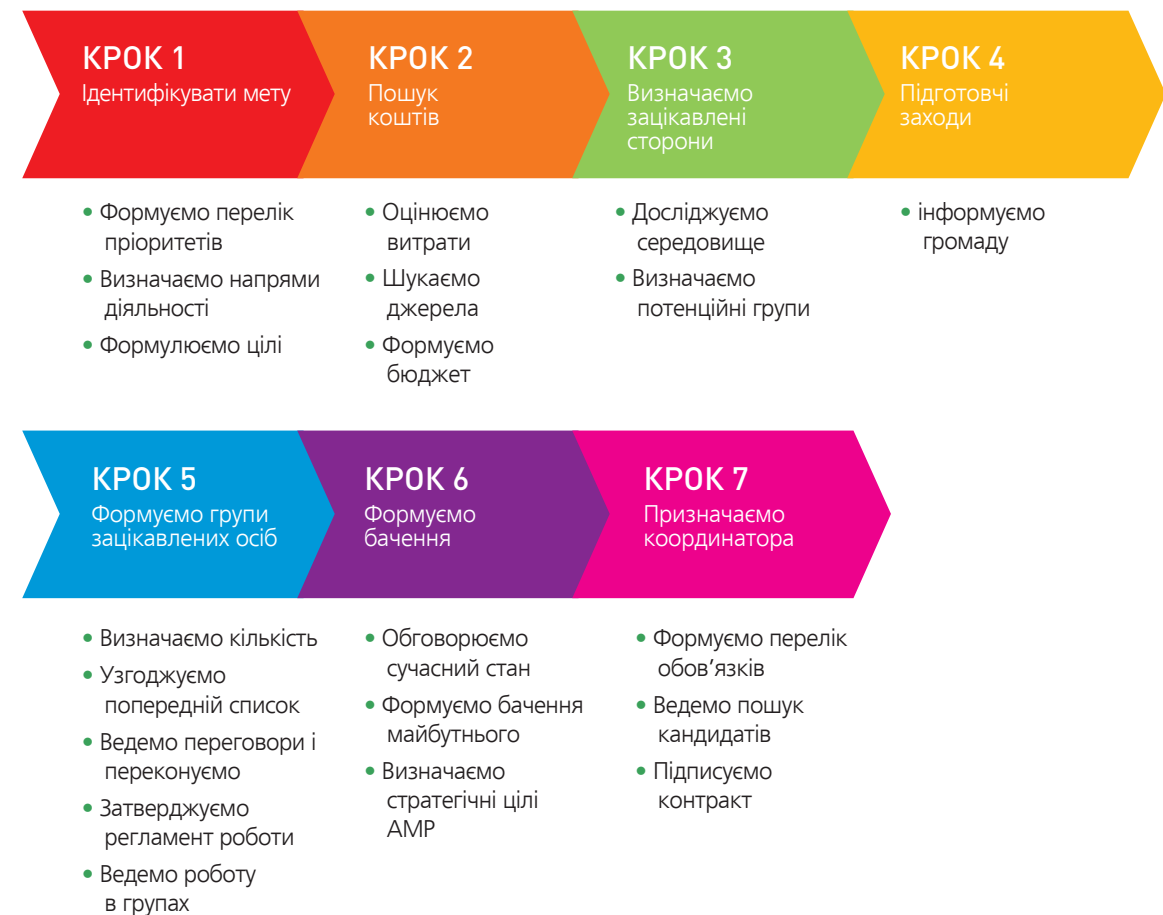 КРОК 1
Ідентифікувати мету
КРОК 2
Пошук
коштів
КРОК 3
Визначаємо
зацікавлені
сторони
КРОК 4
Підготовчі
заходи
• Формуємо перелік
пріоритетів
• Визначаємо напрями
діяльності
• Формулюємо цілі
• Оцінюємо
витрати
• Шукаємо
джерела
• Формуємо
бюджет
• Досліджуємо
середовище
• Визначаємо
потенційні групи
• інформуємо
громаду
КРОК 5
Формуємо групи
зацікавлених осіб
КРОК 6
Формуємо
бачення
КРОК 7
Призначаємо
координатора
• Визначаємо кількість
• Узгоджуємо
попередній список
• Ведемо переговори і
переконуємо
• Затверджуємо
регламент роботи
• Ведемо роботу
в групах
• Обговорюємо
сучасний стан
• Формуємо бачення
майбутнього
• Визначаємо
стратегічні цілі
АМР
• Формуємо перелік
обов’язків
• Ведемо пошук
кандидатів
• Підписуємо
контракт